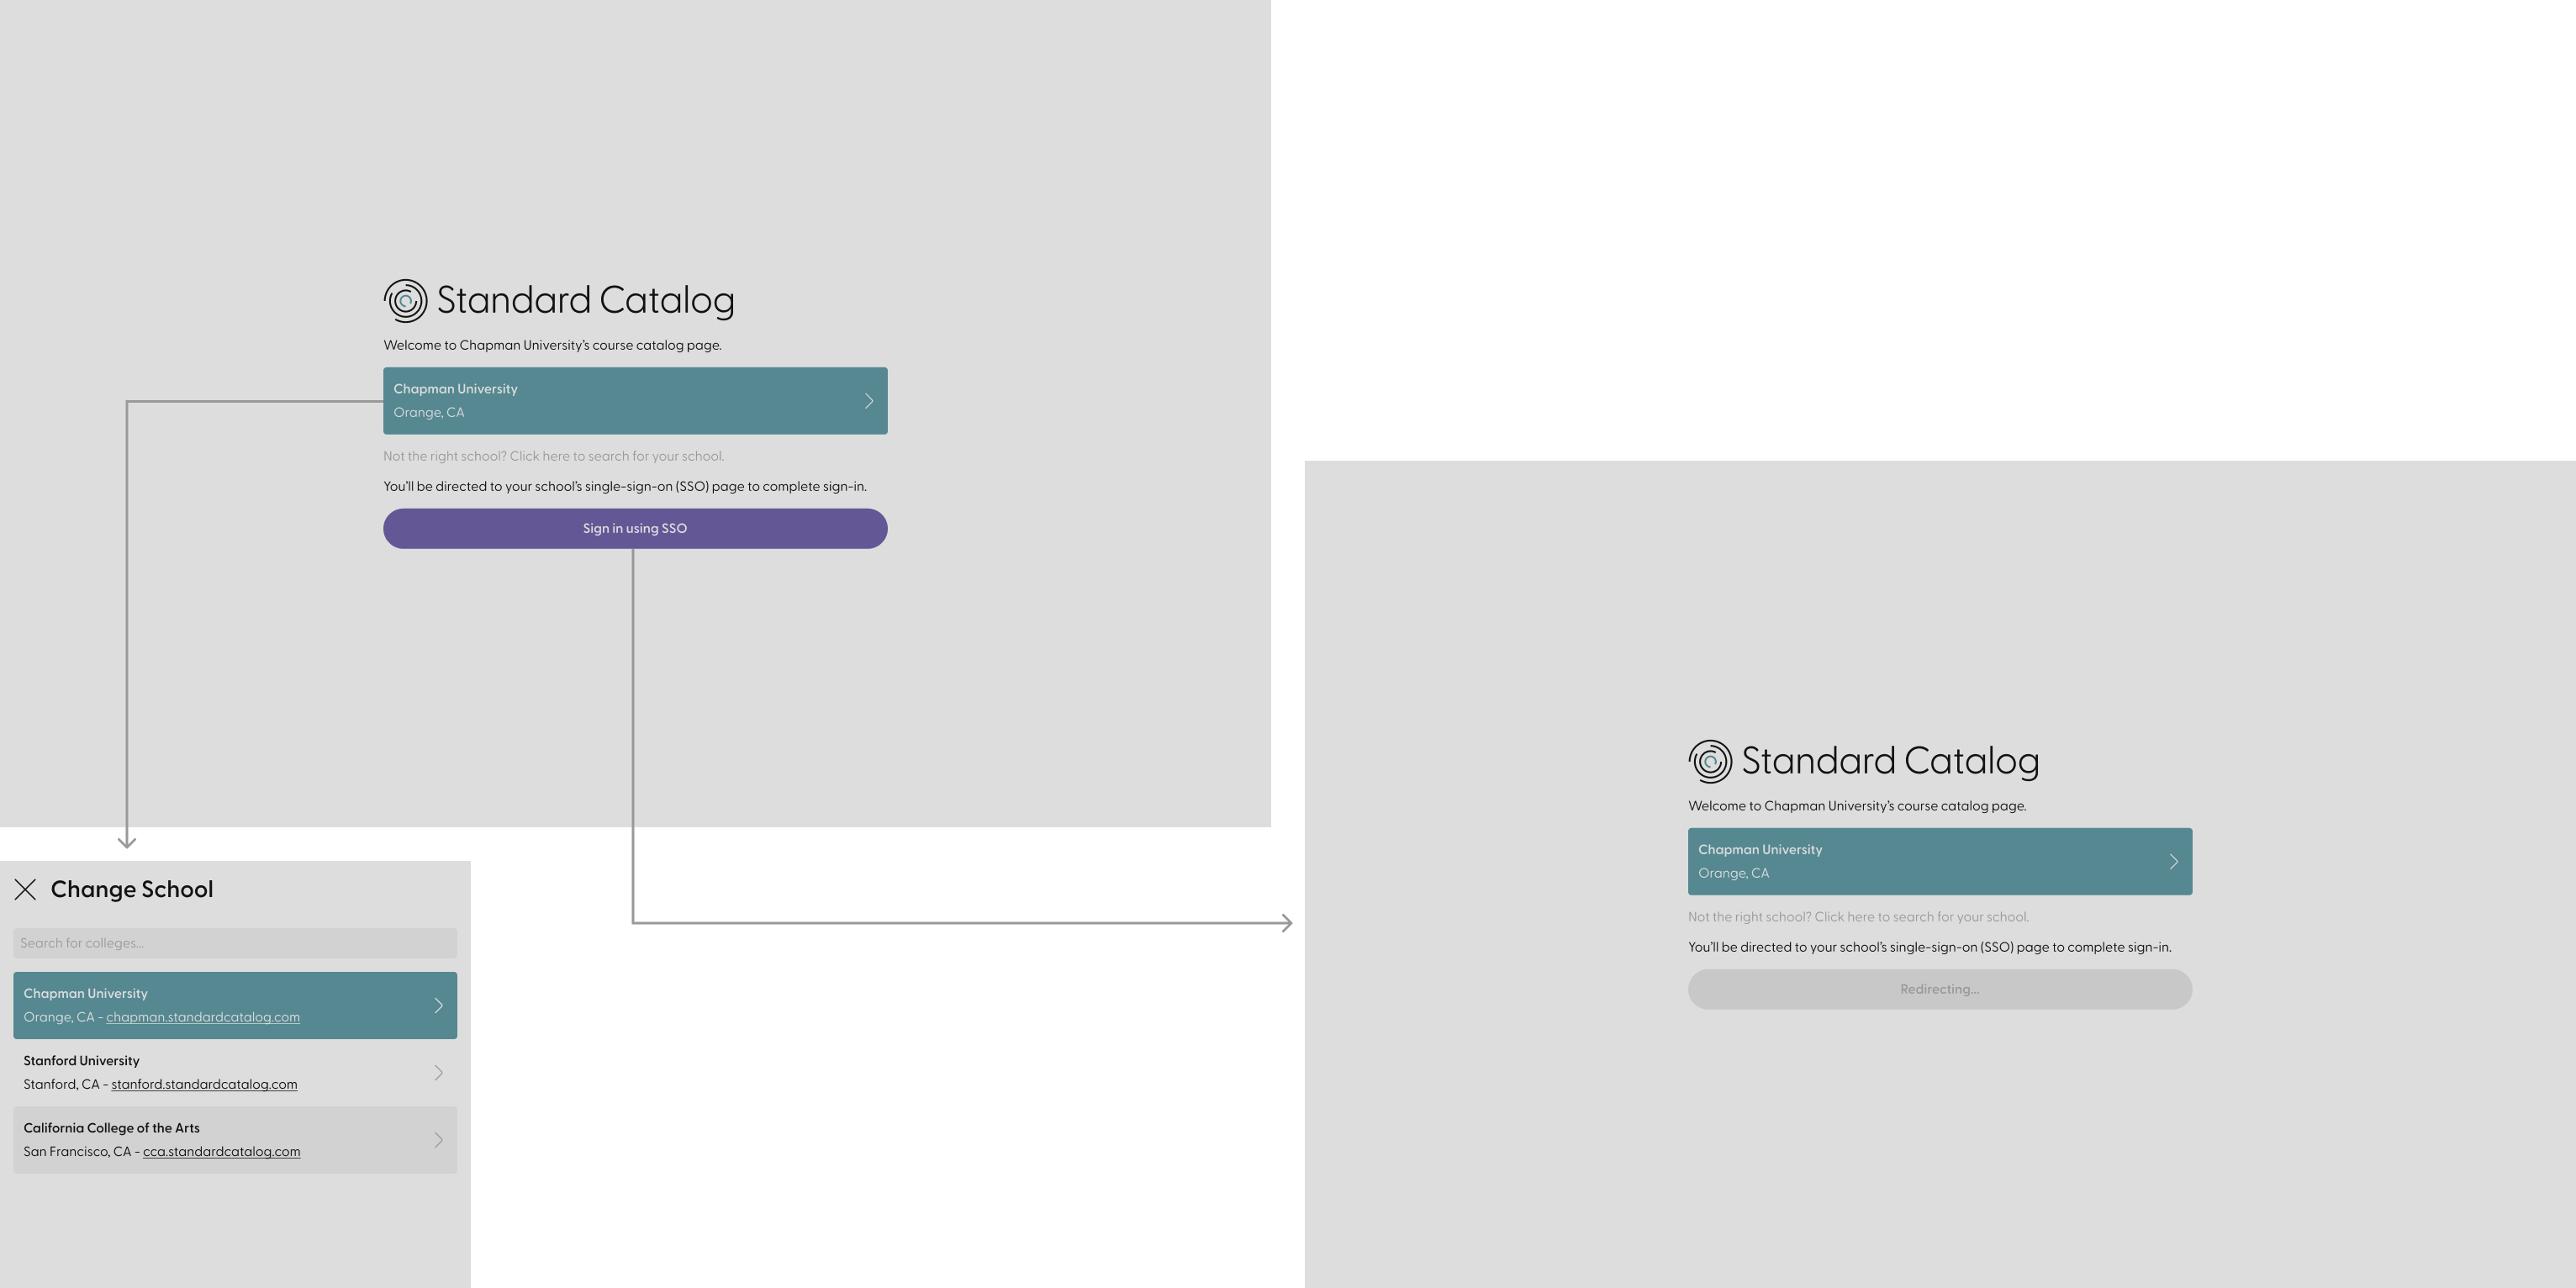 Standard Catalog
Welcome to Chapman University's course catalog page.
Chapman University
Orange, CA
Not the right school? Click here to search for your school.
You'll be directed to your school's single-sign-on (SSO) page to complete sign-in.
Sign in using SSO
Change School
Search for colleges...
Chapman University
Orange, CA - chapman.standardcatalog.com
Stanford University
Stanford, CA - stanford.standardcatalog.com
California College of the Arts
San Francisco, CA - cca.standardcatalog.com
Standard Catalog
Welcome to Chapman University's course catalog page.
Chapman University
Orange, CA
Not the right school? Click here to search for your school.
You'll be directed to your school's single-sign-on (SSO) page to complete sign-in.
Redirecting...